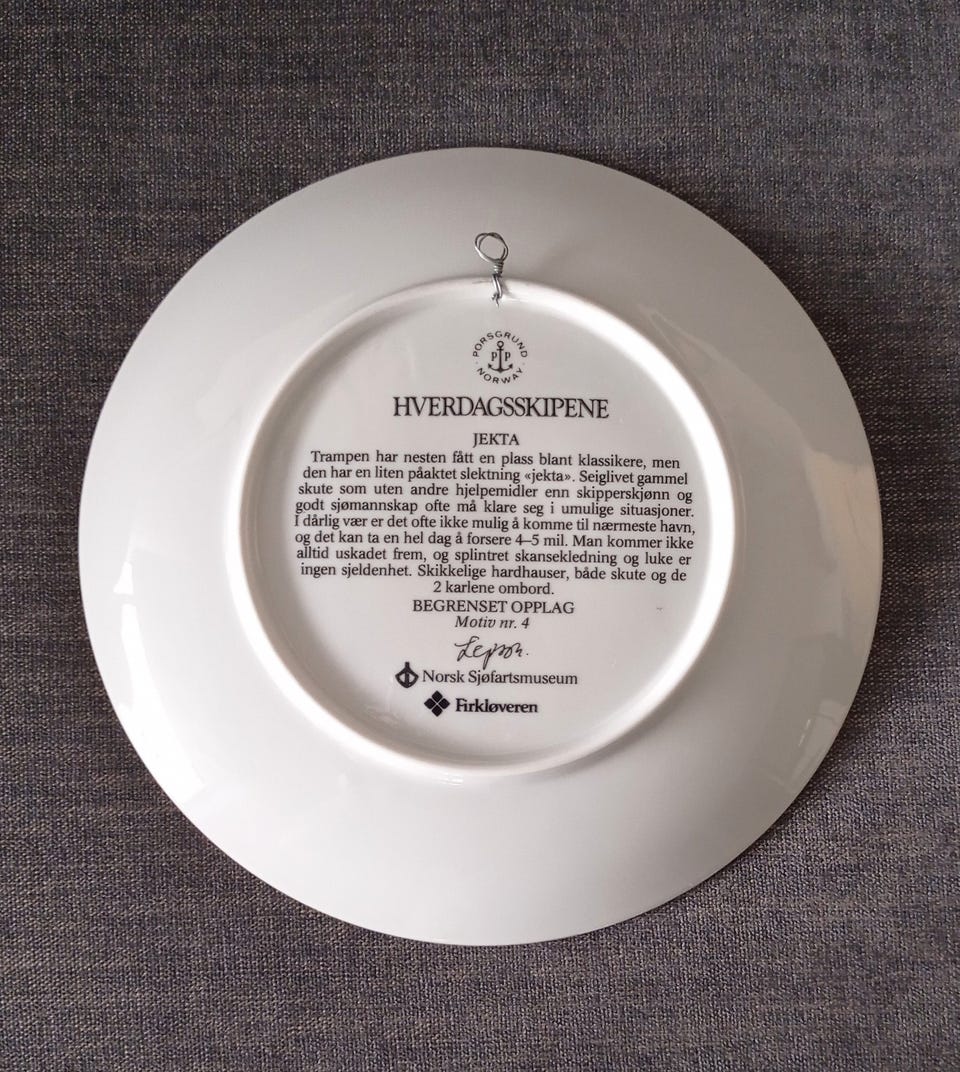 PORSGRUND
P P
NORWAY
HVERDAGSSKIPENE
JEKTA
Trampen har nesten fått en plass blant klassikere, men
den har en liten påaktet slektning «jekta». Seiglivet gammel
skute som uten andre hjelpemidler enn skipperskjønn og
godt sjømannskap ofte må klare seg i umulige situasjoner.
I dårlig vær er det ofte ikke mulig å komme til nærmeste havn,
og det kan ta en hel dag å forsere 4–5 mil. Man kommer ikke
alltid uskadet frem, og splintret skansekledning og luke er
ingen sjeldenhet. Skikkelige hardhauser, både skute og de
2 karlene ombord.
BEGRENSET OPPLAG
Motiv nr. 4
Norsk Sjøfartsmuseum
Firkløveren